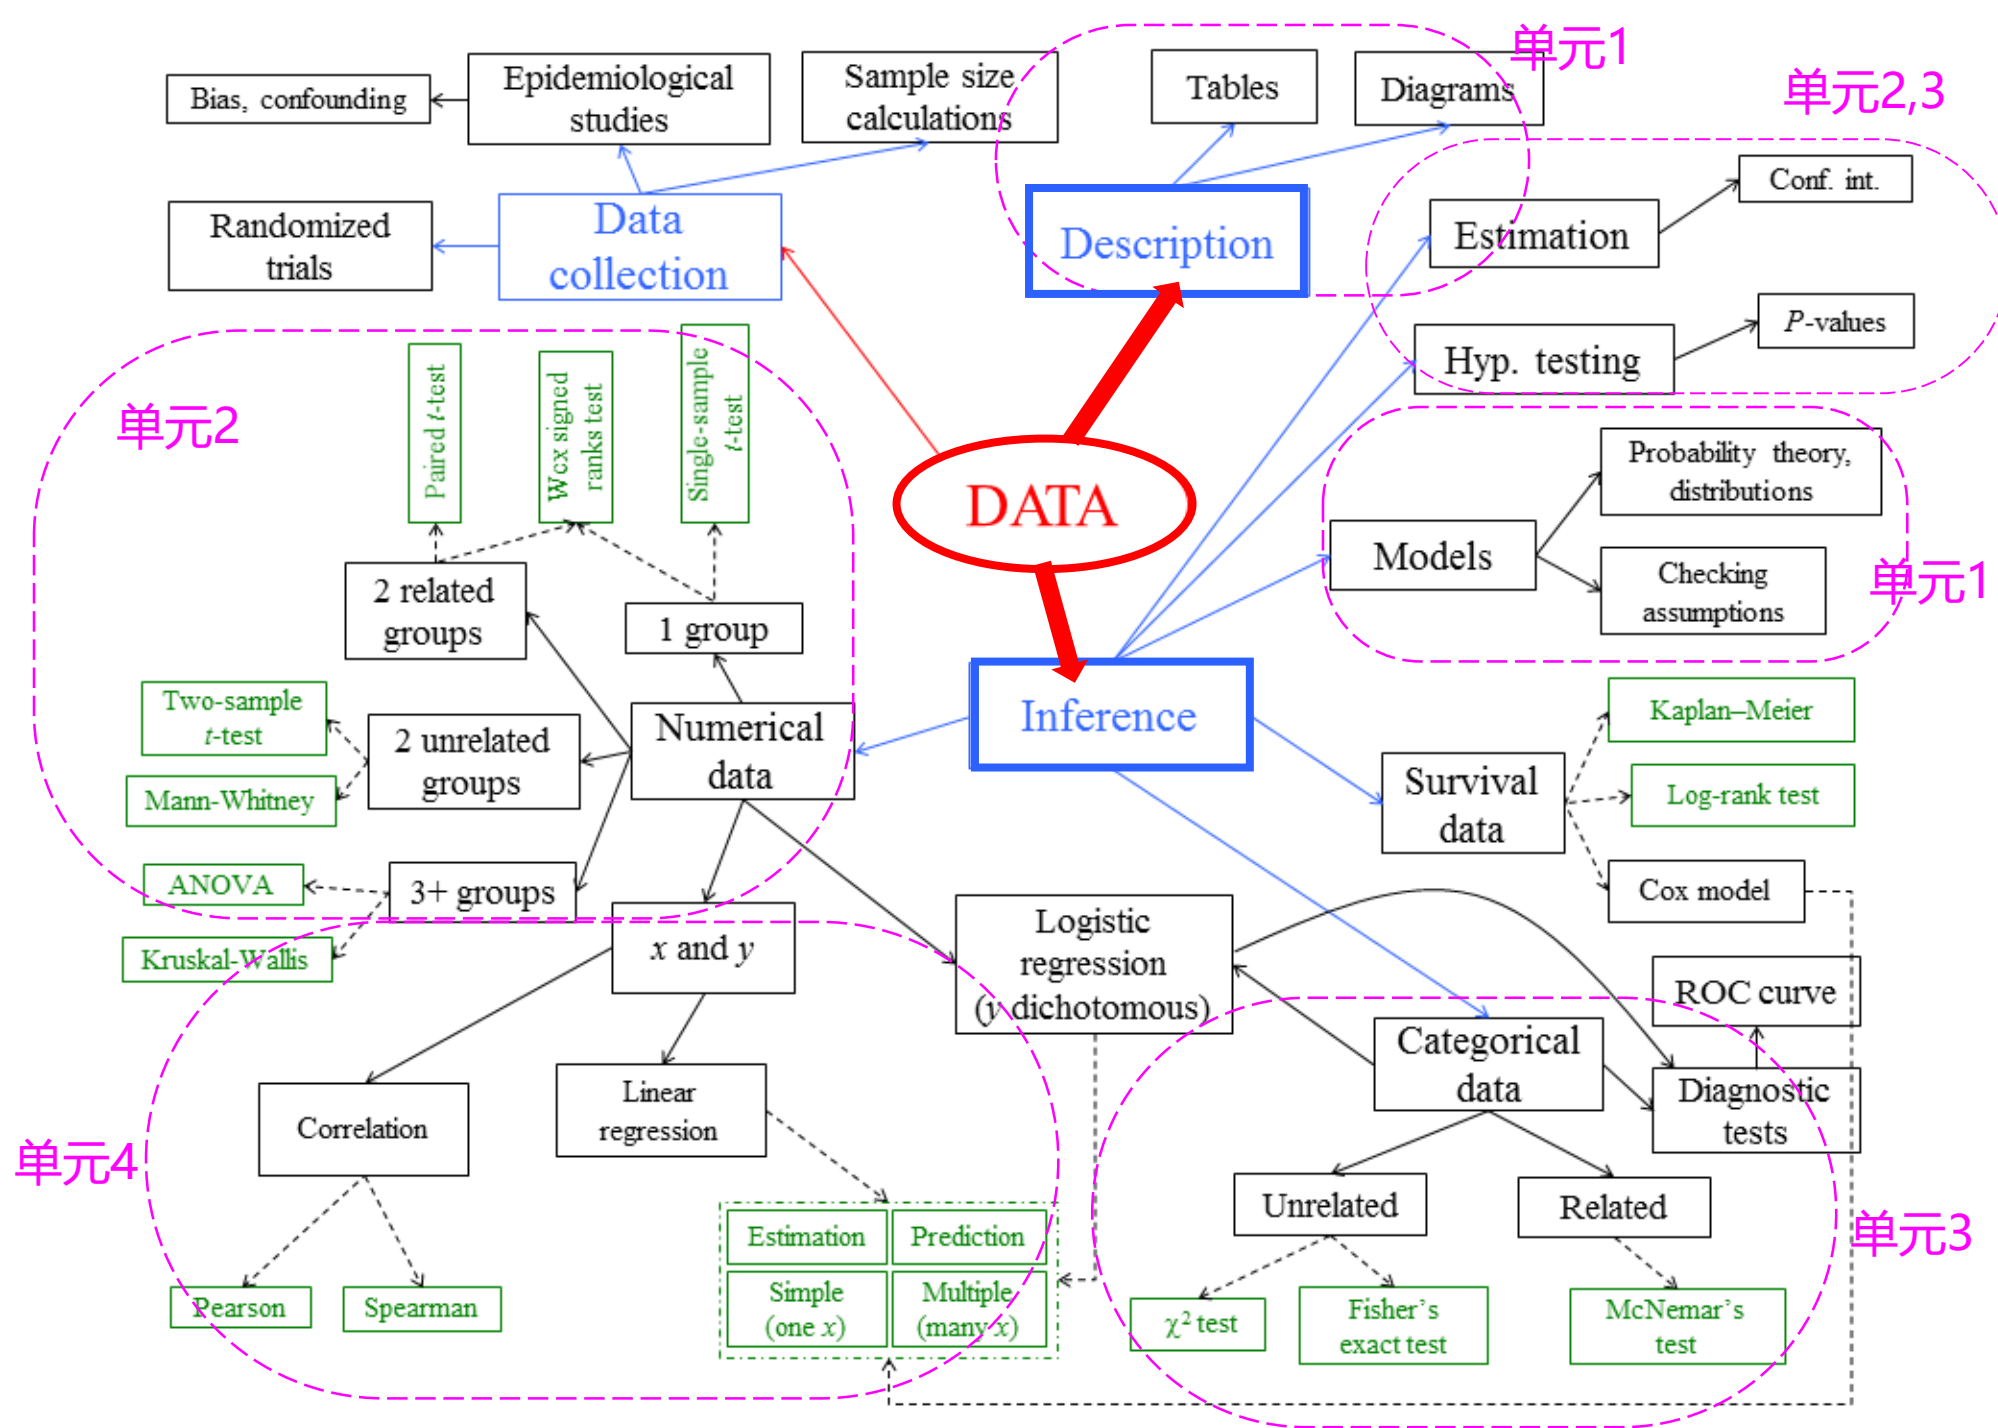 单元1
Epidemiological
studies
Bias, confounding
Sample size
calculations
Tables
Diagrams
单元2,3
Conf. int.
Randomized
trials
Data
collection
Description
Estimation
P-values
Hyp. testing
单元2
Paired t-test
Wcx signed
ranks test
Single-sample
t-test
DATA
Probability theory,
distributions
Models
Checking
assumptions
单元1
2 related
groups
1 group
Two-sample
t-test
2 unrelated
groups
Numerical
data
Inference
Kaplan–Meier
Mann-Whitney
Survival
data
Log-rank test
ANOVA
3+ groups
Cox model
Kruskal-Wallis
x and y
Logistic
regression
(y dichotomous)
ROC curve
Categorical
data
Diagnostic
tests
Correlation
Linear
regression
单元4
Unrelated
Related
单元3
Estimation
Prediction
Simple
(one x)
Multiple
(many x)
Pearson
Spearman
χ² test
Fisher’s
exact test
McNemar’s
test